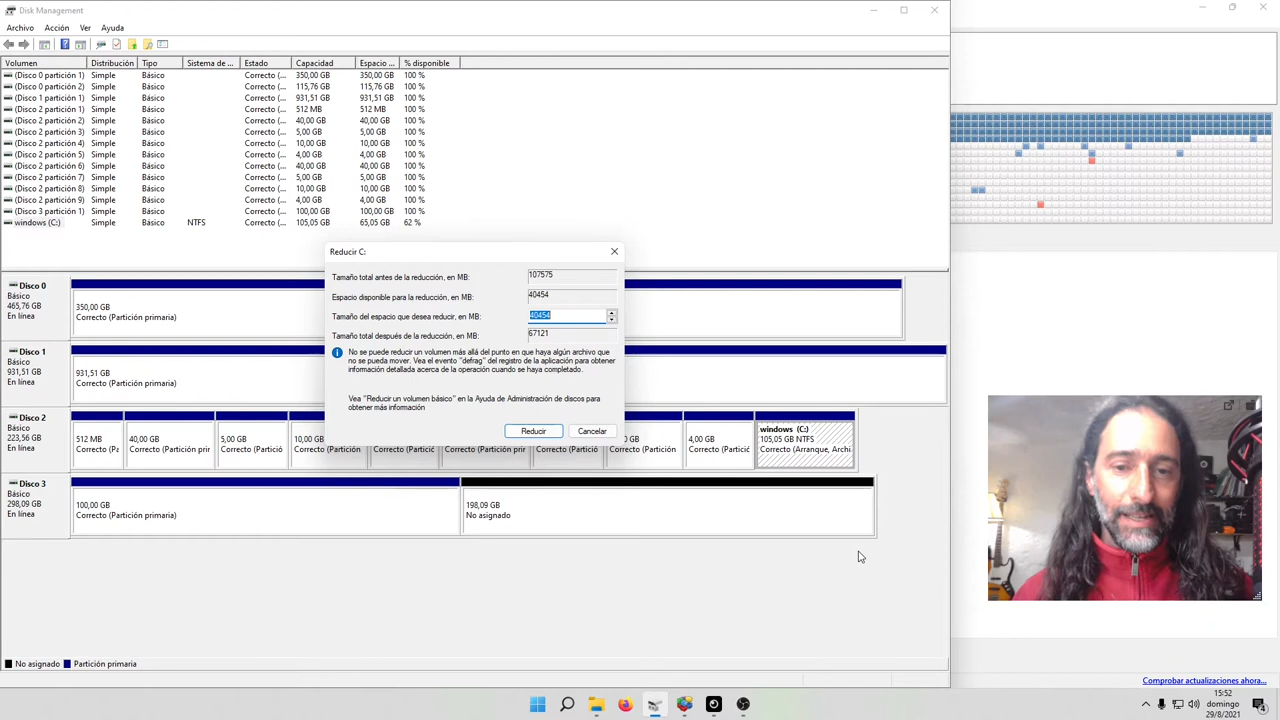 Disk Management
Archivo Acción Ver Ayuda
Volumen Distribución Tipo Sistema de ... Estado Capacidad Espacio ... % disponible
(Disco 0 partición 1) Simple Básico Correcto (... 350,00 GB 350,00 GB 100 %
(Disco 0 partición 2) Simple Básico Correcto (... 115,76 GB 115,76 GB 100 %
(Disco 1 partición 1) Simple Básico Correcto (... 931,51 GB 931,51 GB 100 %
(Disco 2 partición 1) Simple Básico Correcto (... 512 MB 512 MB 100 %
(Disco 2 partición 2) Simple Básico Correcto (... 40,00 GB 40,00 GB 100 %
(Disco 2 partición 3) Simple Básico Correcto (... 5,00 GB 5,00 GB 100 %
(Disco 2 partición 4) Simple Básico Correcto (... 10,00 GB 10,00 GB 100 %
(Disco 2 partición 5) Simple Básico Correcto (... 4,00 GB 4,00 GB 100 %
(Disco 2 partición 6) Simple Básico Correcto (... 40,00 GB 40,00 GB 100 %
(Disco 2 partición 7) Simple Básico Correcto (... 5,00 GB 5,00 GB 100 %
(Disco 2 partición 8) Simple Básico Correcto (... 10,00 GB 10,00 GB 100 %
(Disco 2 partición 9) Simple Básico Correcto (... 4,00 GB 4,00 GB 100 %
(Disco 3 partición 1) Simple Básico Correcto (... 100,00 GB 100,00 GB 100 %
windows (C:) Simple Básico NTFS Correcto (... 105,05 GB 65,05 GB 62 %
Reducir C:
Tamaño total antes de la reducción, en MB: 107575
Espacio disponible para la reducción, en MB: 40454
Tamaño del espacio que desea reducir, en MB: 40454
Tamaño total después de la reducción, en MB: 67121
No se puede reducir un volumen más allá del punto en que haya algún archivo que
no se pueda mover. Vea el evento "defrag" del registro de la aplicación para obtener
información detallada acerca de la operación cuando se haya completado.
Vea "Reducir un volumen básico" en la Ayuda de Administración de discos para
obtener más información
Reducir Cancelar
Disco 0
Básico
465,76 GB
En línea
350,00 GB
Correcto (Partición primaria)
Disco 1
Básico
931,51 GB
En línea
931,51 GB
Correcto (Partición primaria)
Disco 2
Básico
223,56 GB
En línea
512 MB
Correcto (Pa
40,00 GB
Correcto (Partición prir
5,00 GB
Correcto (Partició
10,00 GB
Correcto (Partición
Correcto (Partic
Correcto (Partición prir
Correcto (Partició
0 GB
Correcto (Partición
4,00 GB
Correcto (Partic
windows (C:)
105,05 GB NTFS
Correcto (Arranque, Archi
Disco 3
Básico
298,09 GB
En línea
100,00 GB
Correcto (Partición primaria)
198,09 GB
No asignado
No asignado Partición primaria
Comprobar actualizaciones ahora...
15:52
domingo
29/8/2021
4